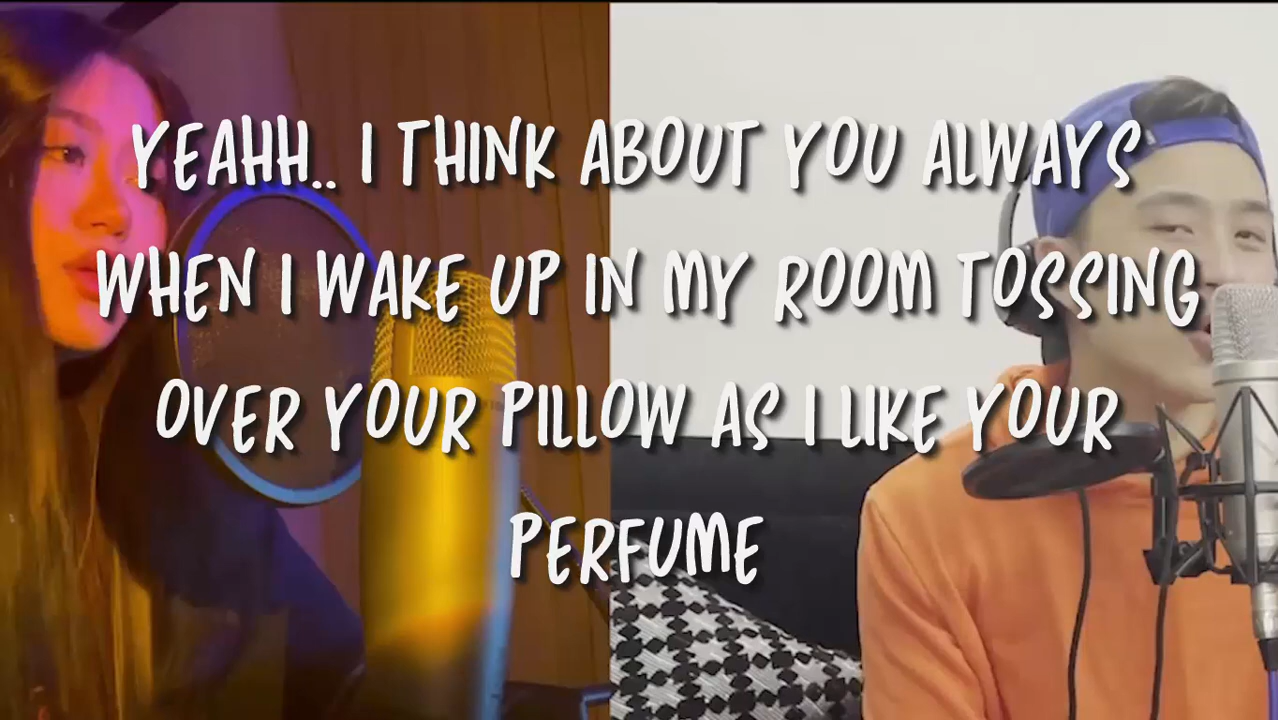 YEAHH.. I THINK ABOUT YOU ALWAYS
WHEN I WAKE UP IN MY ROOM TOSSING
OVER YOUR PILLOW AS I LIKE YOUR
PERFUME